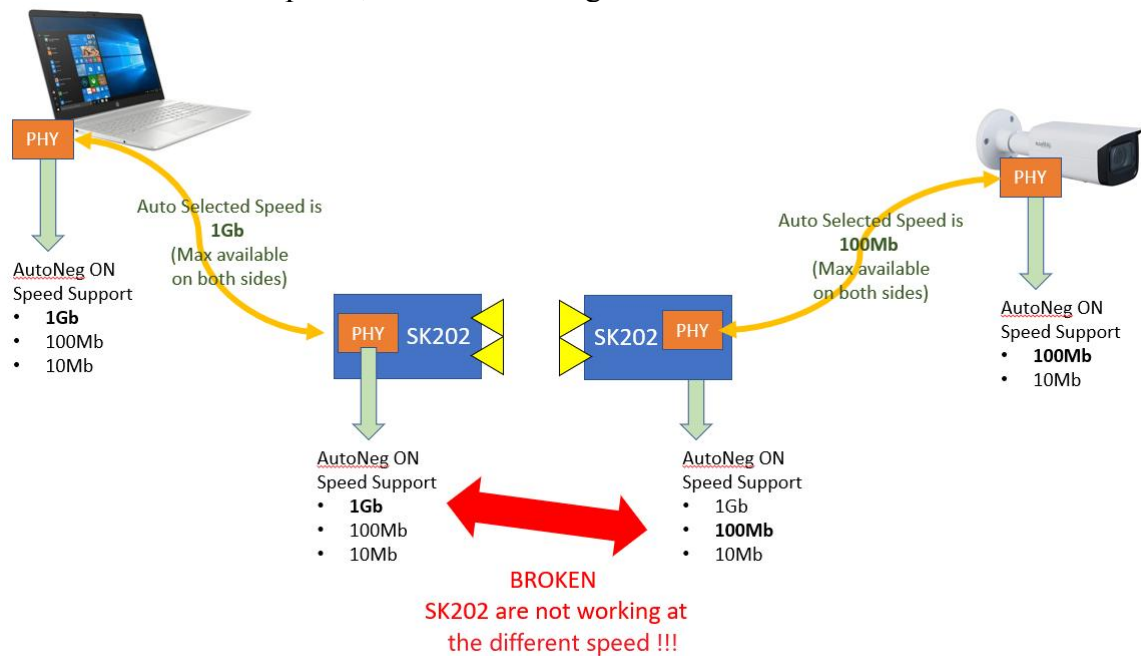 PHY
PHY
Auto Selected Speed is
1Gb
(Max available
on both sides)
Auto Selected Speed is
100Mb
(Max available
on both sides)
AutoNeg ON
Speed Support
• 1Gb
• 100Mb
• 10Mb
AutoNeg ON
Speed Support
• 100Mb
• 10Mb
PHY SK202
SK202 PHY
AutoNeg ON
Speed Support
• 1Gb
• 100Mb
• 10Mb
AutoNeg ON
Speed Support
• 1Gb
• 100Mb
• 10Mb
BROKEN
SK202 are not working at
the different speed !!!